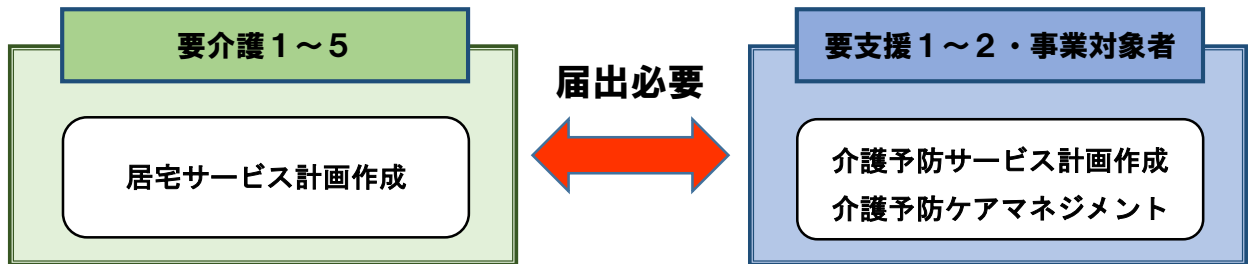 要介護１～５
居宅サービス計画作成
届出必要
要支援１～２・事業対象者
介護予防サービス計画作成
介護予防ケアマネジメント